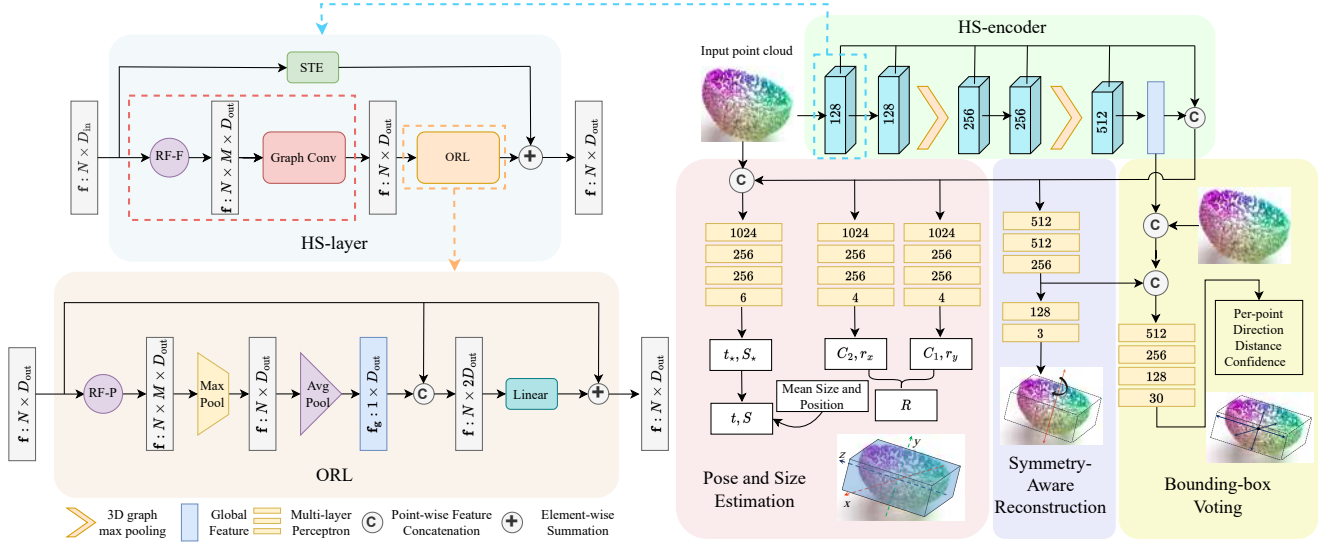 STE
f : N × D_in
RF-F
f : N × M × D_out
Graph Conv
f : N × D_out
ORL
+
f : N × D_out
HS-layer
f : N × D_out
RF-P
f : N × M × D_out
Max
Pool
f : N × D_out
Avg
Pool
f_g : 1 × D_out
C
f : N × 2D_out
Linear
+
f : N × D_out
ORL
3D graph
max pooling
Global
Feature
Multi-layer
Perceptron
C
Point-wise Feature
Concatenation
+
Element-wise
Summation
HS-encoder
Input point cloud
128
128
256
256
512
C
C
1024
256
256
6
t⋆, S⋆
t, S
1024
256
256
4
C₂, r_x
1024
256
256
4
C₁, r_y
Mean Size and
Position
R
z
y
x
Pose and Size
Estimation
512
512
256
128
3
Symmetry-
Aware
Reconstruction
C
C
512
256
128
30
Per-point
Direction
Distance
Confidence
Bounding-box
Voting